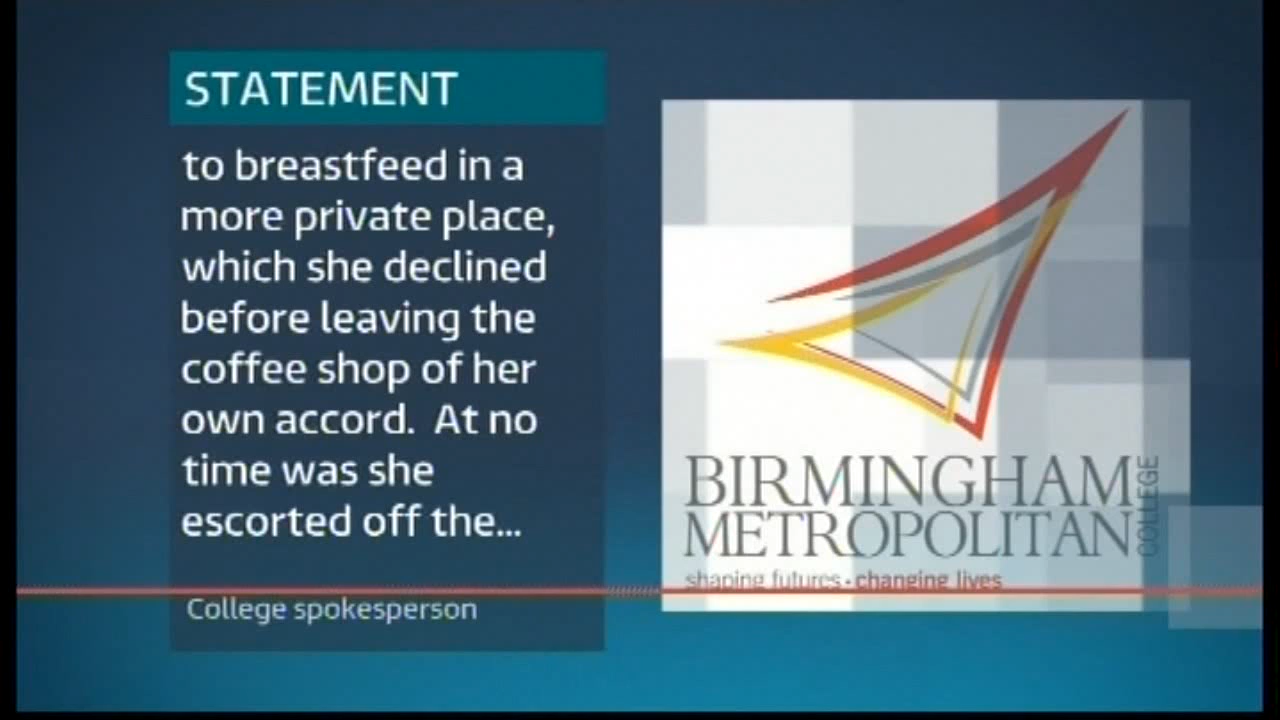 STATEMENT
to breastfeed in a
more private place,
which she declined
before leaving the
coffee shop of her
own accord.  At no
time was she
escorted off the...
College spokesperson
BIRMINGHAM
METROPOLITAN
COLLEGE
shaping futures · changing lives